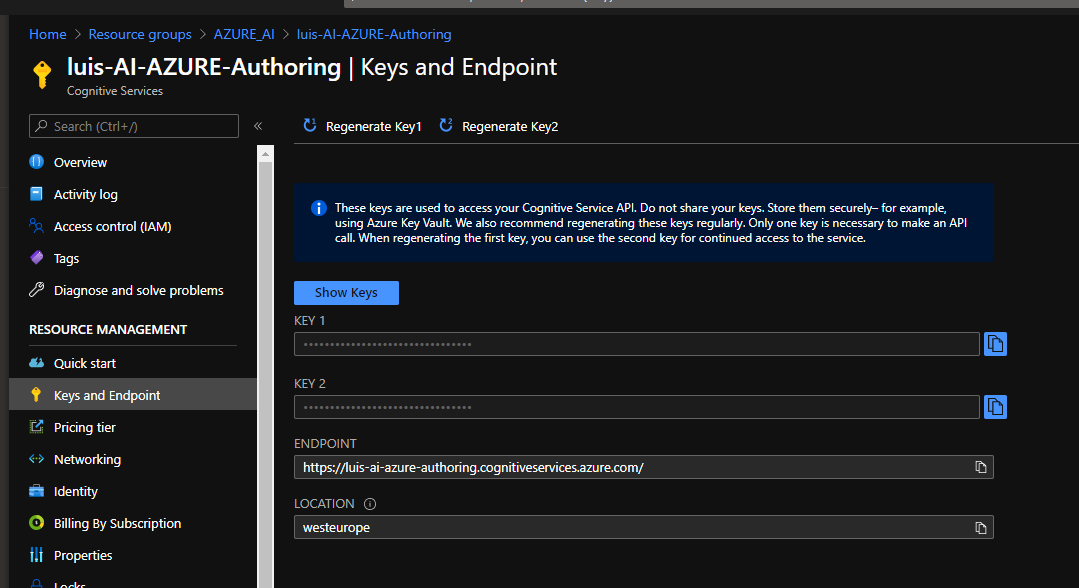 Home > Resource groups > AZURE_AI > luis-AI-AZURE-Authoring
luis-AI-AZURE-Authoring | Keys and Endpoint
Cognitive Services
Search (Ctrl+/)
«
Overview
Activity log
Access control (IAM)
Tags
Diagnose and solve problems
RESOURCE MANAGEMENT
Quick start
Keys and Endpoint
Pricing tier
Networking
Identity
Billing By Subscription
Properties
Locks
Regenerate Key1
Regenerate Key2
These keys are used to access your Cognitive Service API. Do not share your keys. Store them securely– for example,
using Azure Key Vault. We also recommend regenerating these keys regularly. Only one key is necessary to make an API
call. When regenerating the first key, you can use the second key for continued access to the service.
Show Keys
KEY 1
KEY 2
ENDPOINT
https://luis-ai-azure-authoring.cognitiveservices.azure.com/
LOCATION
westeurope